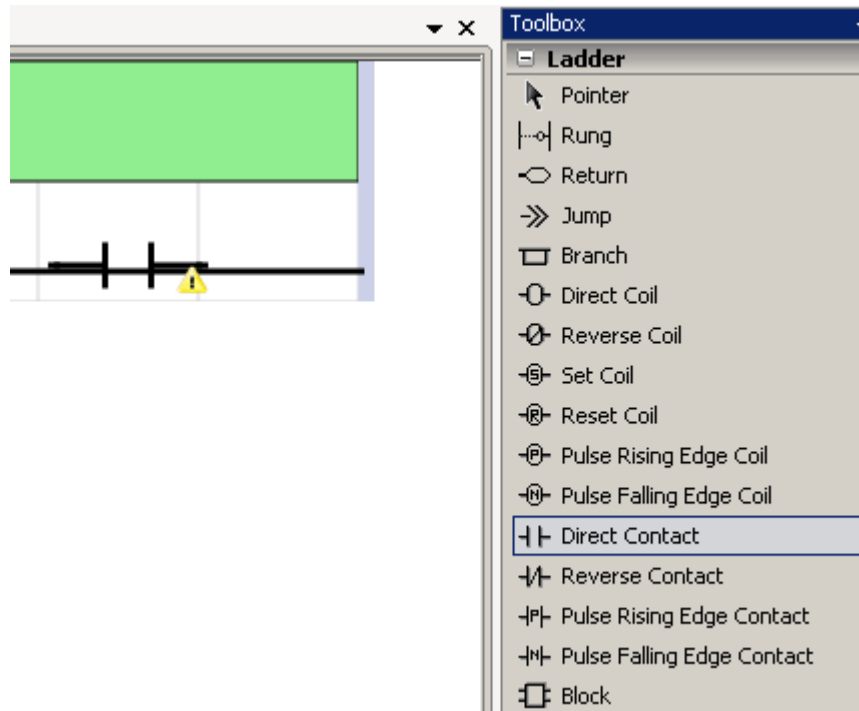 Toolbox
Ladder
Pointer
Rung
Return
Jump
Branch
Direct Coil
Reverse Coil
Set Coil
Reset Coil
Pulse Rising Edge Coil
Pulse Falling Edge Coil
Direct Contact
Reverse Contact
Pulse Rising Edge Contact
Pulse Falling Edge Contact
Block